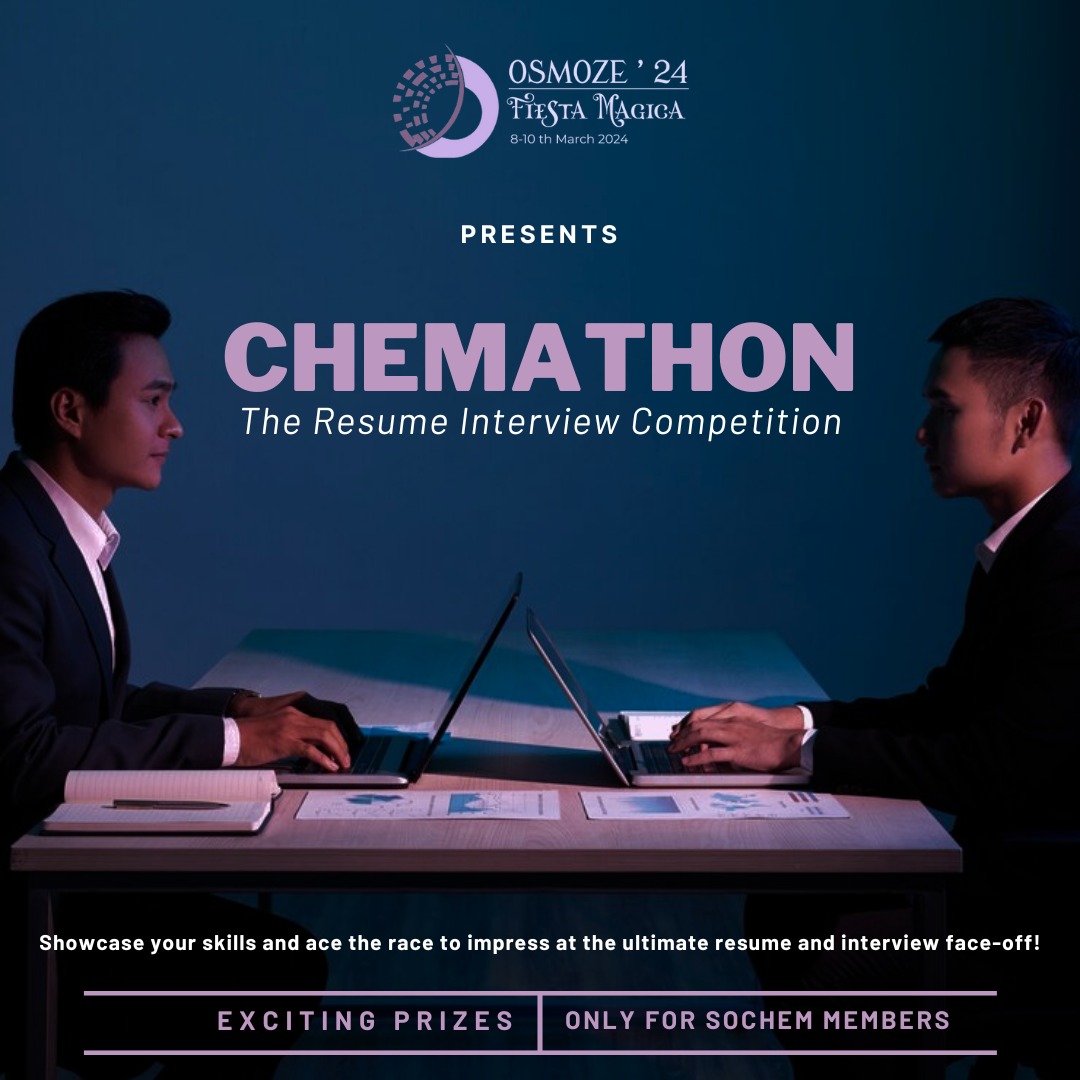 OSMOZE ’ 24
FIESTA MAGICA
8-10 th March 2024
PRESENTS
CHEMATHON
The Resume Interview Competition
Showcase your skills and ace the race to impress at the ultimate resume and interview face-off!
EXCITING PRIZES
ONLY FOR SOCHEM MEMBERS